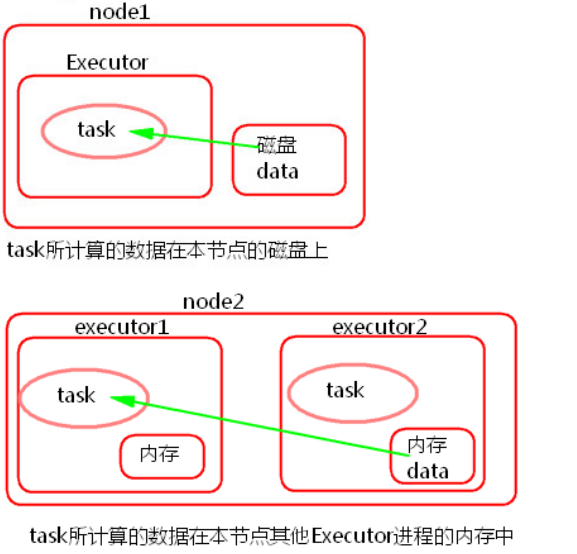 node1
Executor
task
磁盘
data
task所计算的数据在本节点的磁盘上
node2
executor1
executor2
task
task
内存
内存
data
task所计算的数据在本节点其他Executor进程的内存中